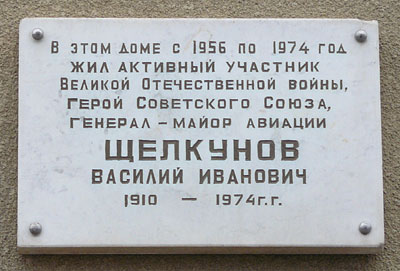 В этом доме с 1956 по 1974 год
жил активный участник
Великой Отечественной войны,
Герой Советского Союза,
генерал – майор авиации
ЩЕЛКУНОВ
ВАСИЛИЙ ИВАНОВИЧ
1910 – 1974г.г.